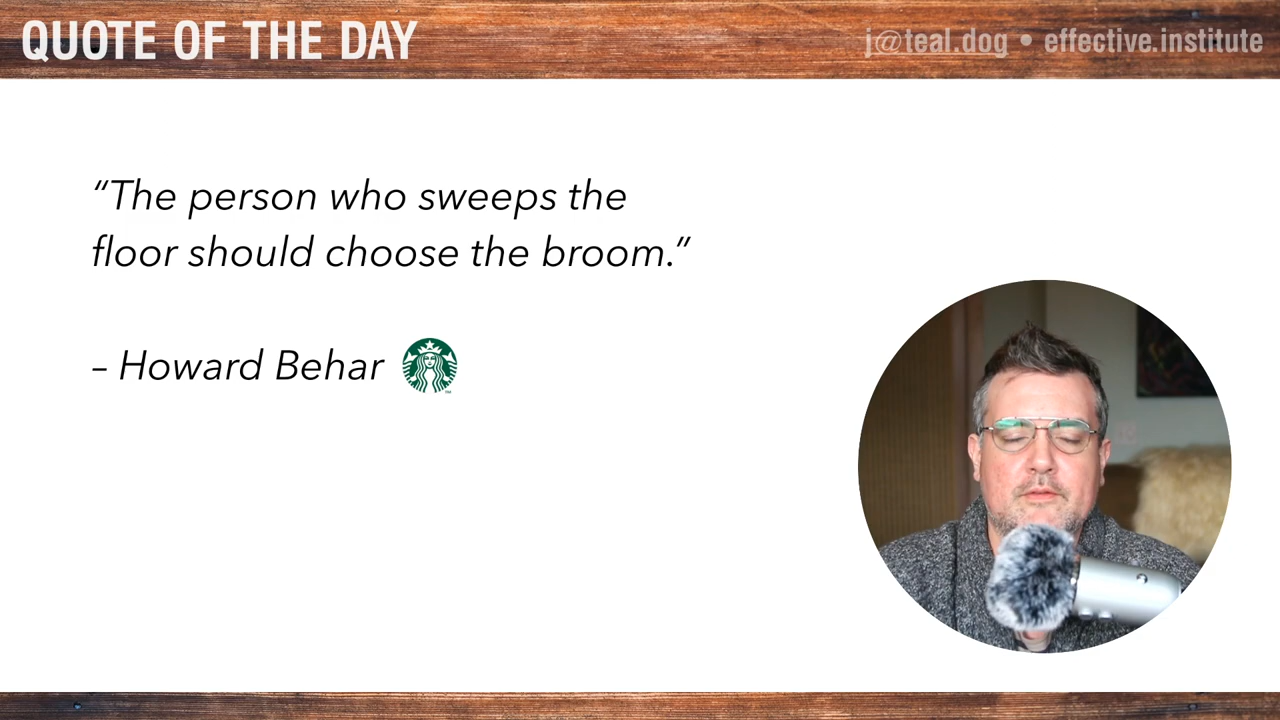 QUOTE OF THE DAY
j@teal.dog • effective.institute
“The person who sweeps the
floor should choose the broom.”
– Howard Behar